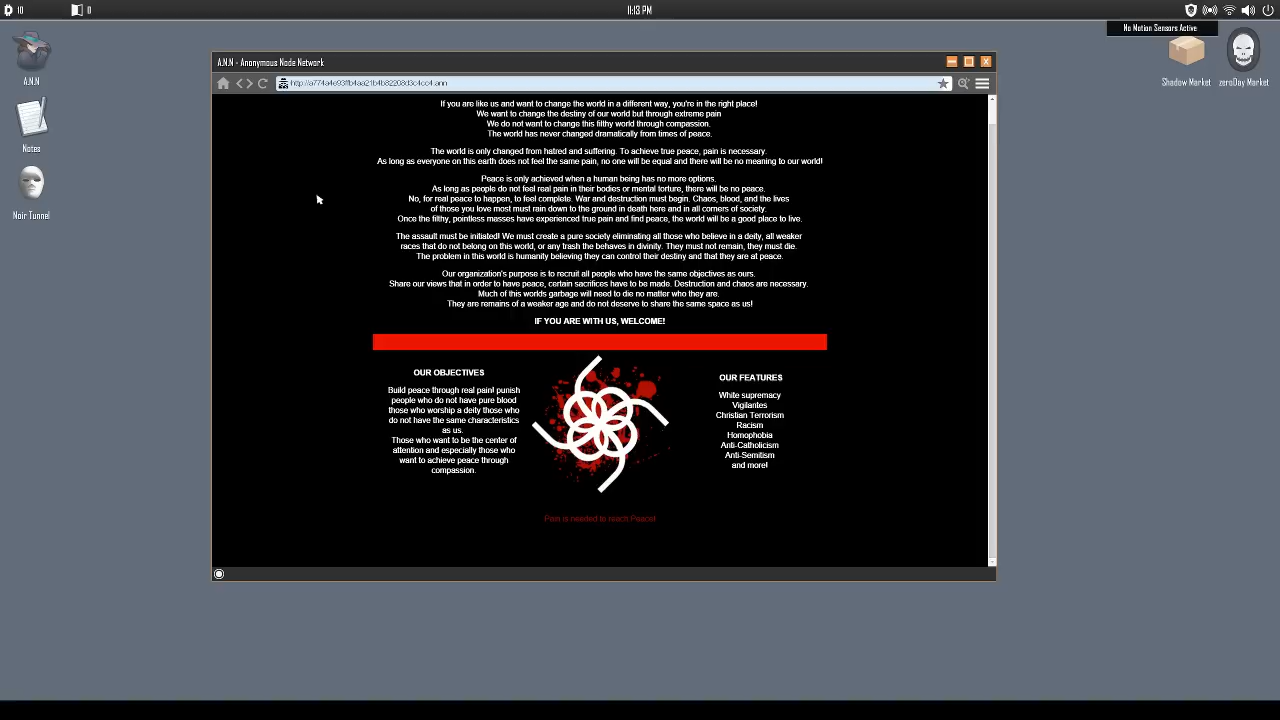 10
0
11:13 PM
No Motion Sensors Active
A.N.N
Notes
Noir Tunnel
Shadow Market
zeroDay Market
A.N.N - Anonymous Node Network
If you are like us and want to change the world in a different way, you're in the right place!
We want to change the destiny of our world but through extreme pain
We do not want to change this filthy world through compassion.
The world has never changed dramatically from times of peace.
The world is only changed from hatred and suffering. To achieve true peace, pain is necessary.
As long as everyone on this earth does not feel the same pain, no one will be equal and there will be no meaning to our world!
Peace is only achieved when a human being has no more options.
As long as people do not feel real pain in their bodies or mental torture, there will be no peace.
No, for real peace to happen, to feel complete. War and destruction must begin. Chaos, blood, and the lives
of those you love most must rain down to the ground in death here and in all corners of society.
Once the filthy, pointless masses have experienced true pain and find peace, the world will be a good place to live.
The assault must be initiated! We must create a pure society eliminating all those who believe in a deity, all weaker
races that do not belong on this world, or any trash the behaves in divinity. They must not remain, they must die.
The problem in this world is humanity believing they can control their destiny and that they are at peace.
Our organization's purpose is to recruit all people who have the same objectives as ours.
Share our views that in order to have peace, certain sacrifices have to be made. Destruction and chaos are necessary.
Much of this worlds garbage will need to die no matter who they are.
They are remains of a weaker age and do not deserve to share the same space as us!
IF YOU ARE WITH US, WELCOME!
OUR OBJECTIVES
Build peace through real pain! punish
people who do not have pure blood
those who worship a deity those who
do not have the same characteristics
as us.
Those who want to be the center of
attention and especially those who
want to achieve peace through
compassion.
OUR FEATURES
White supremacy
Vigilantes
Christian Terrorism
Racism
Homophobia
Anti-Catholicism
Anti-Semitism
and more!
Pain is needed to reach Peace!